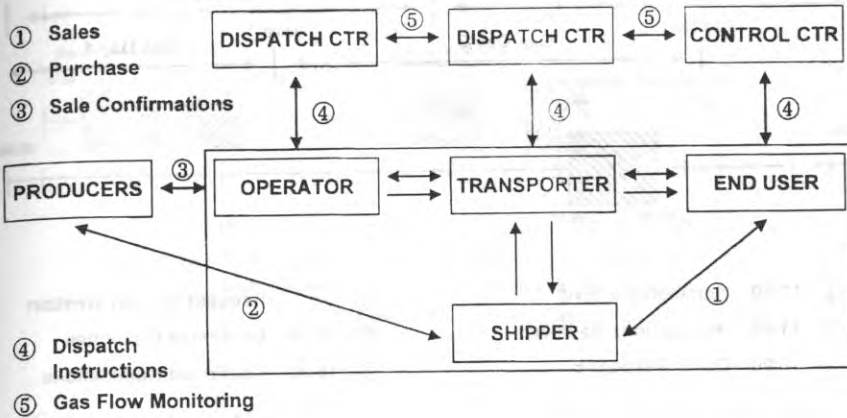 ① Sales
② Purchase
③ Sale Confirmations
DISPATCH CTR
⑤
DISPATCH CTR
⑤
CONTROL CTR
④
④
④
PRODUCERS
③
OPERATOR
TRANSPORTER
END USER
②
①
SHIPPER
④ Dispatch
Instructions
⑤ Gas Flow Monitoring